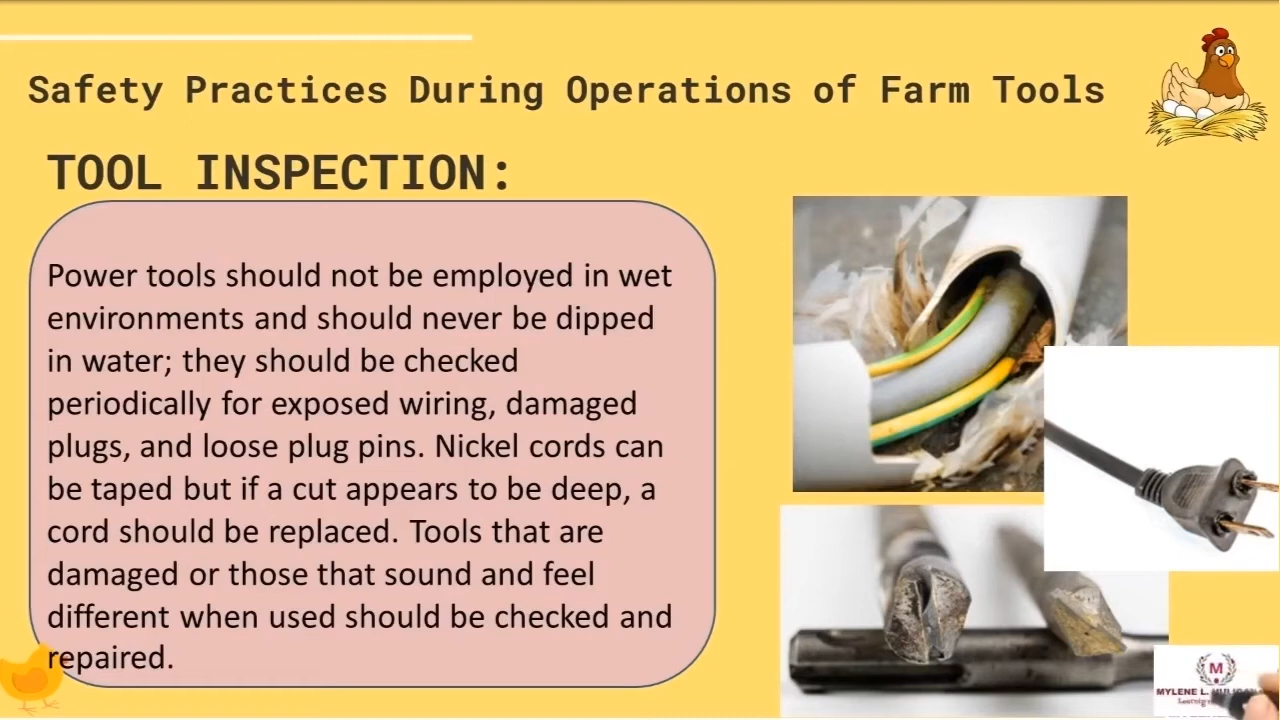 Safety Practices During Operations of Farm Tools
TOOL INSPECTION:
Power tools should not be employed in wet
environments and should never be dipped
in water; they should be checked
periodically for exposed wiring, damaged
plugs, and loose plug pins. Nickel cords can
be taped but if a cut appears to be deep, a
cord should be replaced. Tools that are
damaged or those that sound and feel
different when used should be checked and
repaired.
M
MYLENE L.